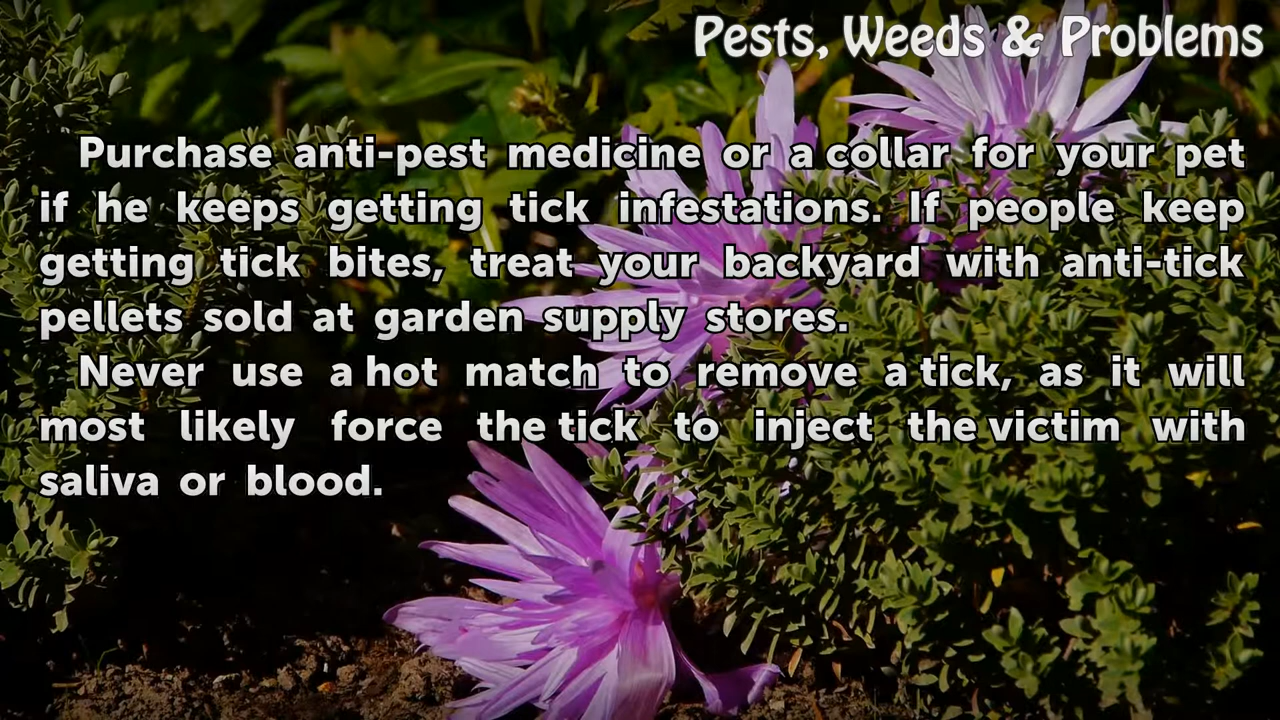 Pests, Weeds & Problems
Purchase anti-pest medicine or a collar for your pet
if he keeps getting tick infestations. If people keep
getting tick bites, treat your backyard with anti-tick
pellets sold at garden supply stores.
Never use a hot match to remove a tick, as it will
most likely force the tick to inject the victim with
saliva or blood.